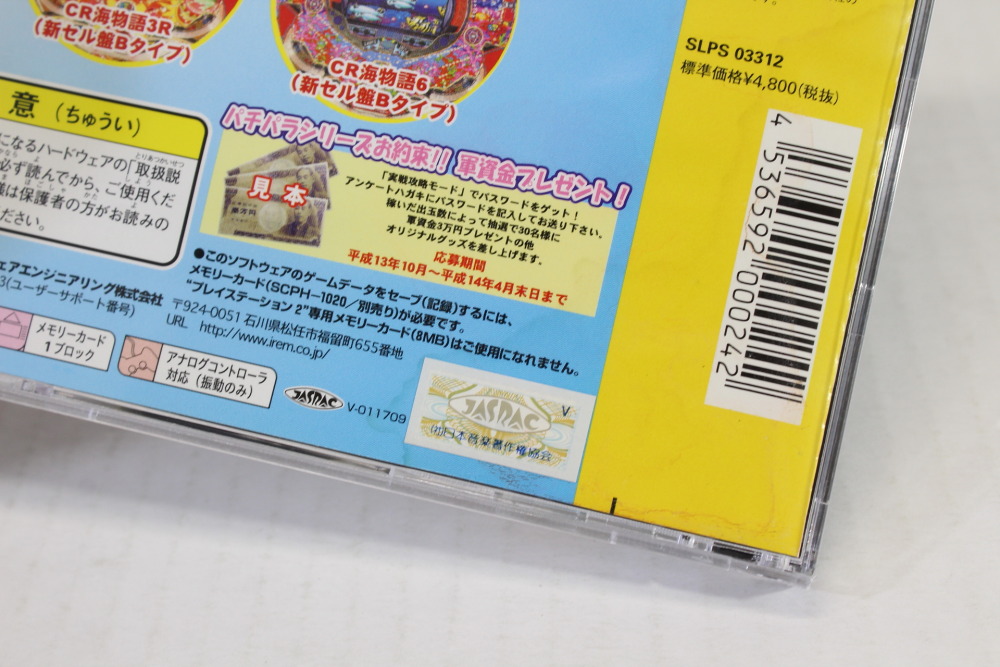 CR海物語3R
(新セル盤Bタイプ)
CR海物語6
(新セル盤Bタイプ)
SLPS 03312
標準価格¥4,800(税抜)
意(ちゅうい)
になるハードウェアの「取扱説
必ず読んでから、ご使用くだ
様は保護者の方がお読みの
ださい。
パチパラシリーズお約束!! 軍資金プレゼント!
見本
壱万円
「実戦攻略モード」でパスワードをゲット!
アンケートハガキにパスワードを記入してお送り下さい。
稼いだ出玉数によって抽選で30名様に
軍資金3万円プレゼントの他
オリジナルグッズを差し上げます。
応募期間
平成13年10月〜平成14年4月末日まで
●このソフトウェアのゲームデータをセーブ(記録)するには、
メモリーカード(SCPH-1020/別売り)が必要です。
"プレイステーション 2"専用メモリーカード(8MB)はご使用になれません。
ェアエンジニアリング株式会社
3(ユーザーサポート番号)
〒924-0051 石川県松任市福留町655番地
URL http://www.irem.co.jp/
メモリーカード
1ブロック
アナログコントローラ
対応(振動のみ)
JASRAC
V-011709
JASRAC
V
(社)日本音楽著作権協会
4 536592 000242